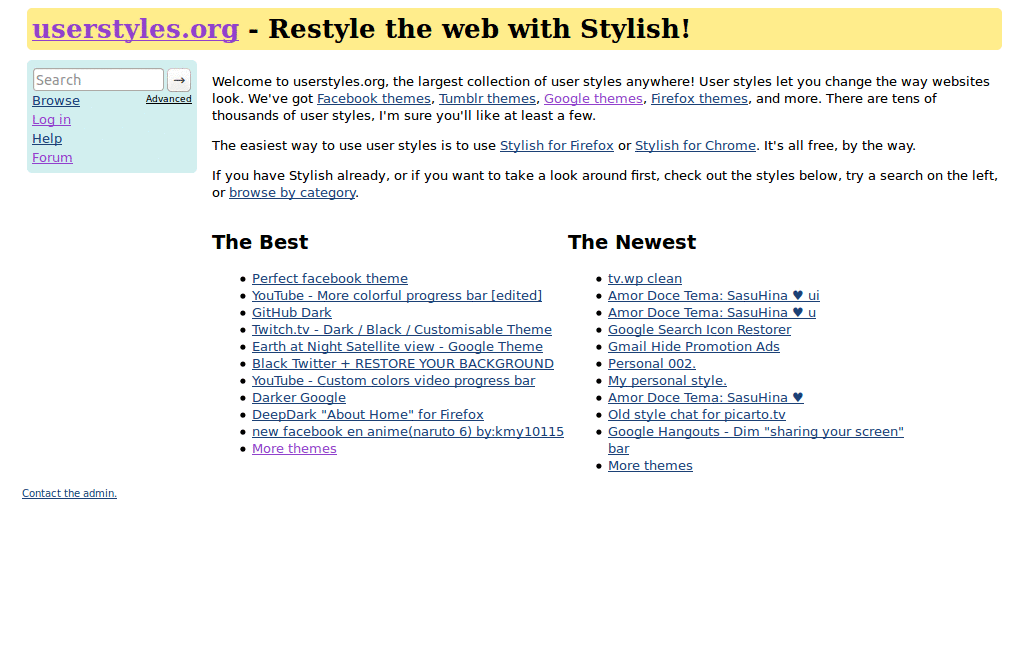 userstyles.org - Restyle the web with Stylish!
Search →
Browse Advanced
Log in
Help
Forum
Welcome to userstyles.org, the largest collection of user styles anywhere! User styles let you change the way websites
look. We've got Facebook themes, Tumblr themes, Google themes, Firefox themes, and more. There are tens of
thousands of user styles, I'm sure you'll like at least a few.
The easiest way to use user styles is to use Stylish for Firefox or Stylish for Chrome. It's all free, by the way.
If you have Stylish already, or if you want to take a look around first, check out the styles below, try a search on the left,
or browse by category.
The Best
• Perfect facebook theme
• YouTube - More colorful progress bar [edited]
• GitHub Dark
• Twitch.tv - Dark / Black / Customisable Theme
• Earth at Night Satellite view - Google Theme
• Black Twitter + RESTORE YOUR BACKGROUND
• YouTube - Custom colors video progress bar
• Darker Google
• DeepDark "About Home" for Firefox
• new facebook en anime(naruto 6) by:kmy10115
• More themes
The Newest
• tv.wp clean
• Amor Doce Tema: SasuHina ♥ ui
• Amor Doce Tema: SasuHina ♥ u
• Google Search Icon Restorer
• Gmail Hide Promotion Ads
• Personal 002.
• My personal style.
• Amor Doce Tema: SasuHina ♥
• Old style chat for picarto.tv
• Google Hangouts - Dim "sharing your screen"
bar
• More themes
Contact the admin.